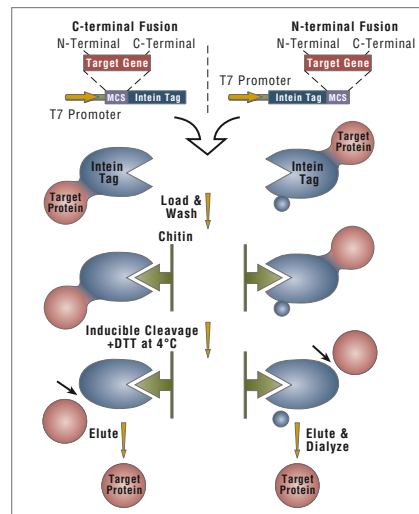 C-terminal Fusion
N-Terminal C-Terminal
Target Gene
MCS Intein Tag
T7 Promoter
N-terminal Fusion
N-Terminal C-Terminal
Target Gene
T7 Promoter
Intein Tag MCS
Intein
Tag
Target
Protein
Target
Protein
Intein
Tag
Load &
Wash
Chitin
Inducible Cleavage
+DTT at 4°C
Elute
Elute &
Dialyze
Target
Protein
Target
Protein